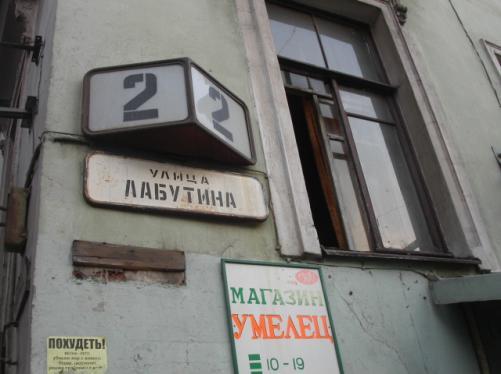 2
2
УЛИЦА
ЛАБУТИНА
МАГАЗИН
УМЕЛЕЦ
10-19
ПОХУДЕТЬ!